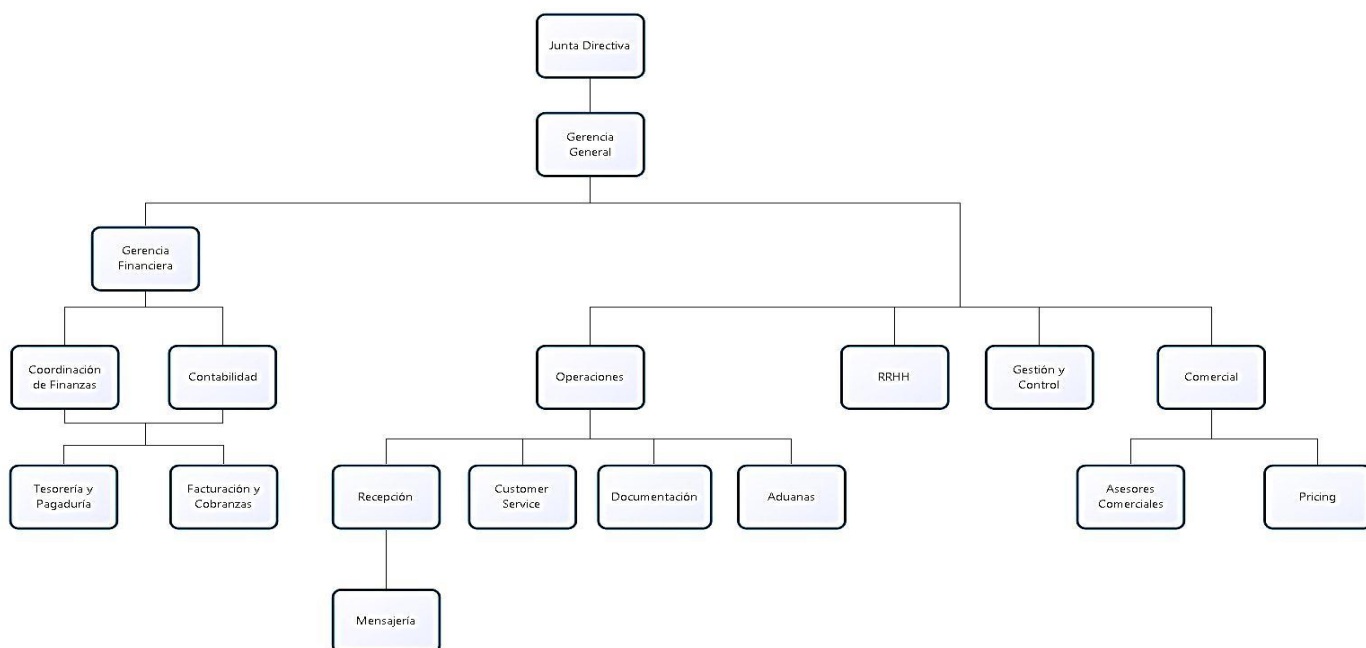 Junta Directiva
Gerencia
General
Gerencia
Financiera
Coordinación
de Finanzas
Contabilidad
Operaciones
RRHH
Gestión y
Control
Comercial
Tesorería y
Pagaduría
Facturación y
Cobranzas
Recepción
Customer
Service
Documentación
Aduanas
Asesores
Comerciales
Pricing
Mensajería